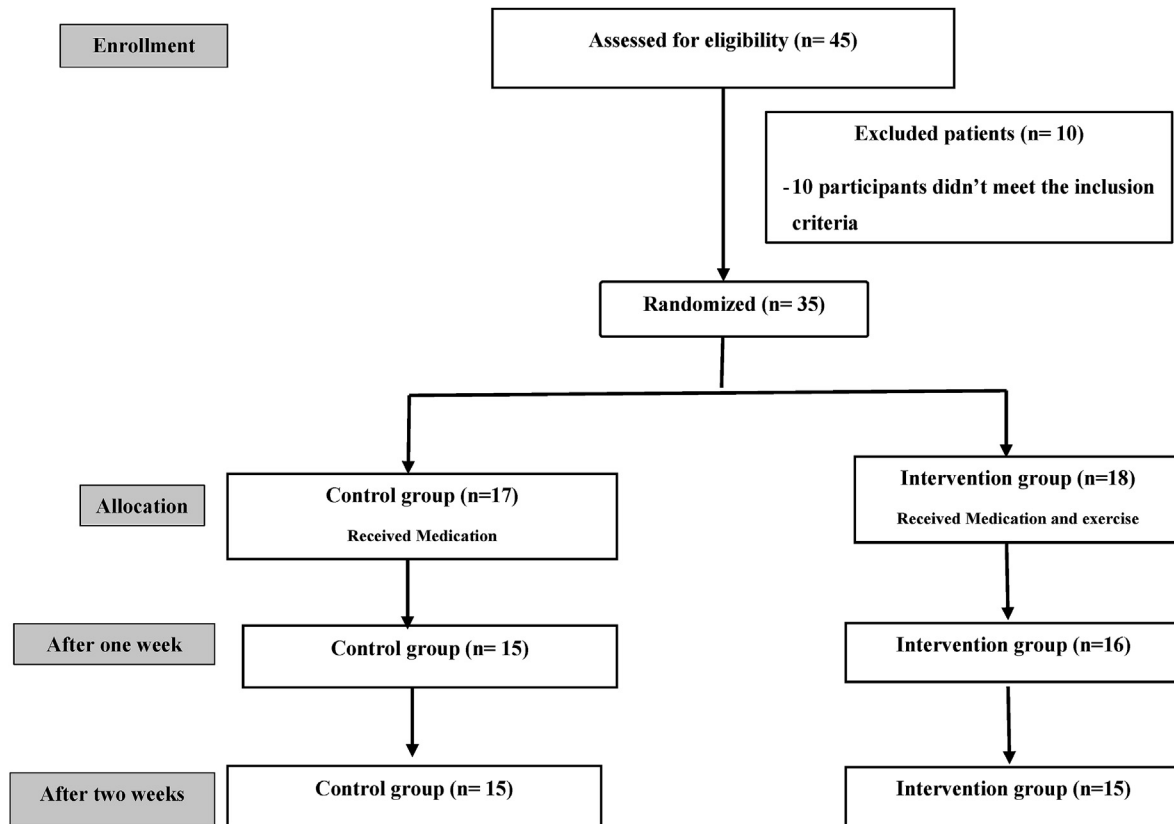 Enrollment
Assessed for eligibility (n= 45)
Excluded patients (n= 10)
-10 participants didn’t meet the inclusion
criteria
Randomized (n= 35)
Allocation
Control group (n=17)
Received Medication
Intervention group (n=18)
Received Medication and exercise
After one week
Control group (n= 15)
Intervention group (n=16)
After two weeks
Control group (n= 15)
Intervention group (n=15)